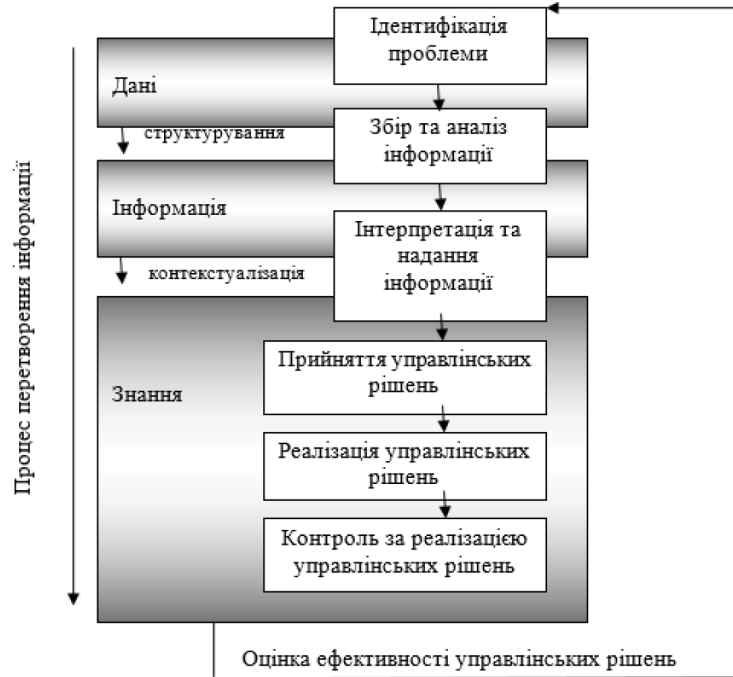 Ідентифікація
проблеми
Дані
структурування
Збір та аналіз
інформації
Інформація
контекстуалізація
Інтерпретація та
надання
інформації
Знання
Прийняття управлінських
рішень
Реалізація управлінських
рішень
Контроль за реалізацією
управлінських рішень
Процес перетворення інформації
Оцінка ефективності управлінських рішень